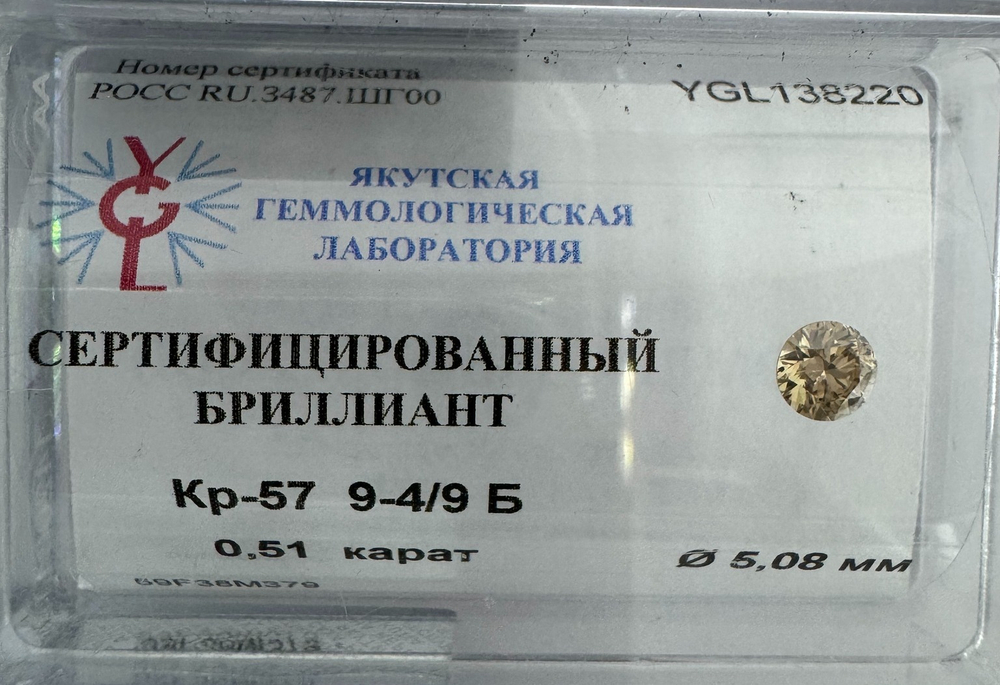 Номер сертификата
РОСС RU.3487.ШГ00
YGL138220
YGL
ЯКУТСКАЯ
ГЕММОЛОГИЧЕСКАЯ
ЛАБОРАТОРИЯ
СЕРТИФИЦИРОВАННЫЙ
БРИЛЛИАНТ
Кр-57 9-4/9 Б
0,51 карат
Ø 5,08 мм